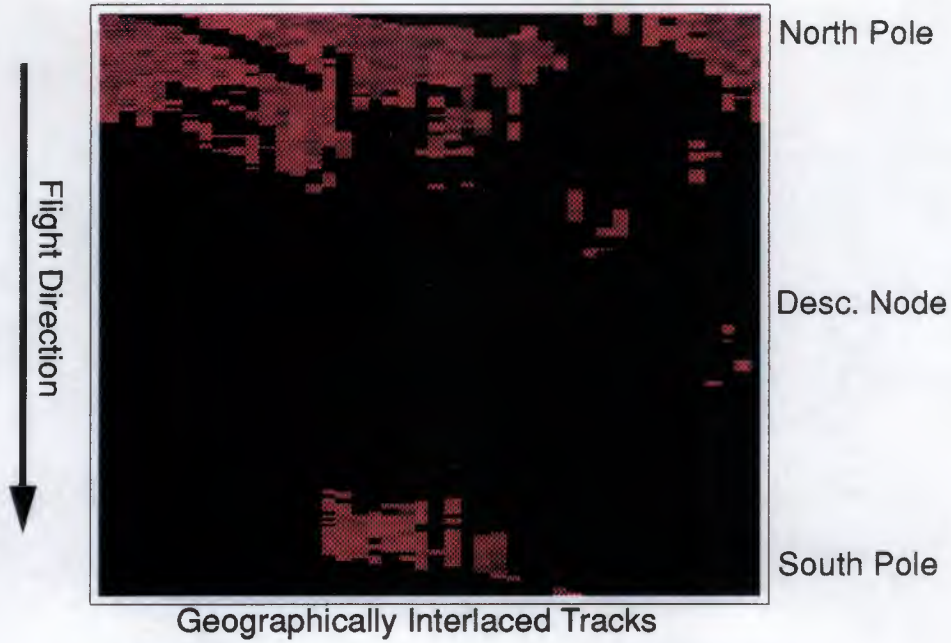 North Pole
Flight Direction
Desc. Node
South Pole
Geographically Interlaced Tracks